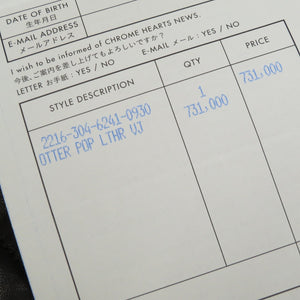 DATE OF BIRTH
生年月日
E-MAIL ADDRESS
メールアドレス
I wish to be informed of CHROME HEARTS NEWS.
今後、ご案内を差し上げてもよろしいですか？
LETTER お手紙 : YES / NO E-MAIL メール : YES / NO
STYLE DESCRIPTION QTY PRICE
2216-304-6241-0930 1 731,000
OTTER POP LTHR VJ 731,000